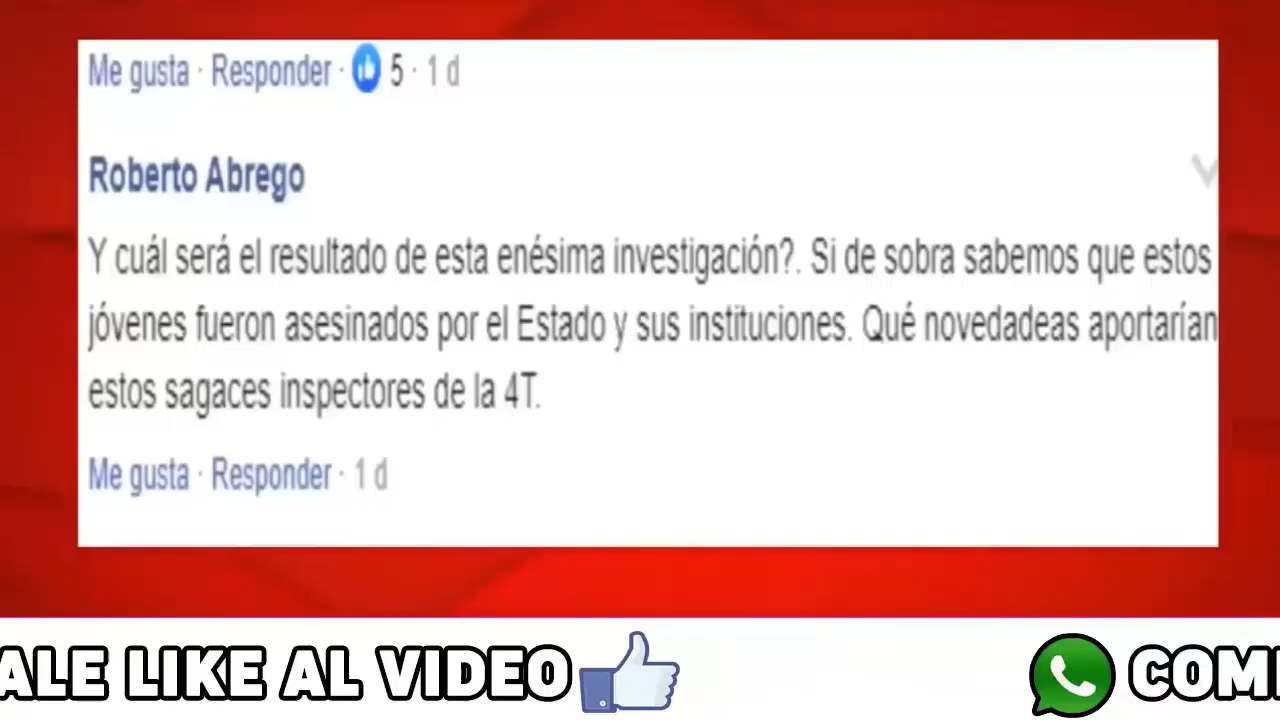 Me gusta · Responder · 5 · 1 d
Roberto Abrego
Y cuál será el resultado de esta enésima investigación?. Si de sobra sabemos que estos
jóvenes fueron asesinados por el Estado y sus instituciones. Qué novedadeas aportarían
estos sagaces inspectores de la 4T.
Me gusta · Responder · 1 d
ALE LIKE AL VIDEO